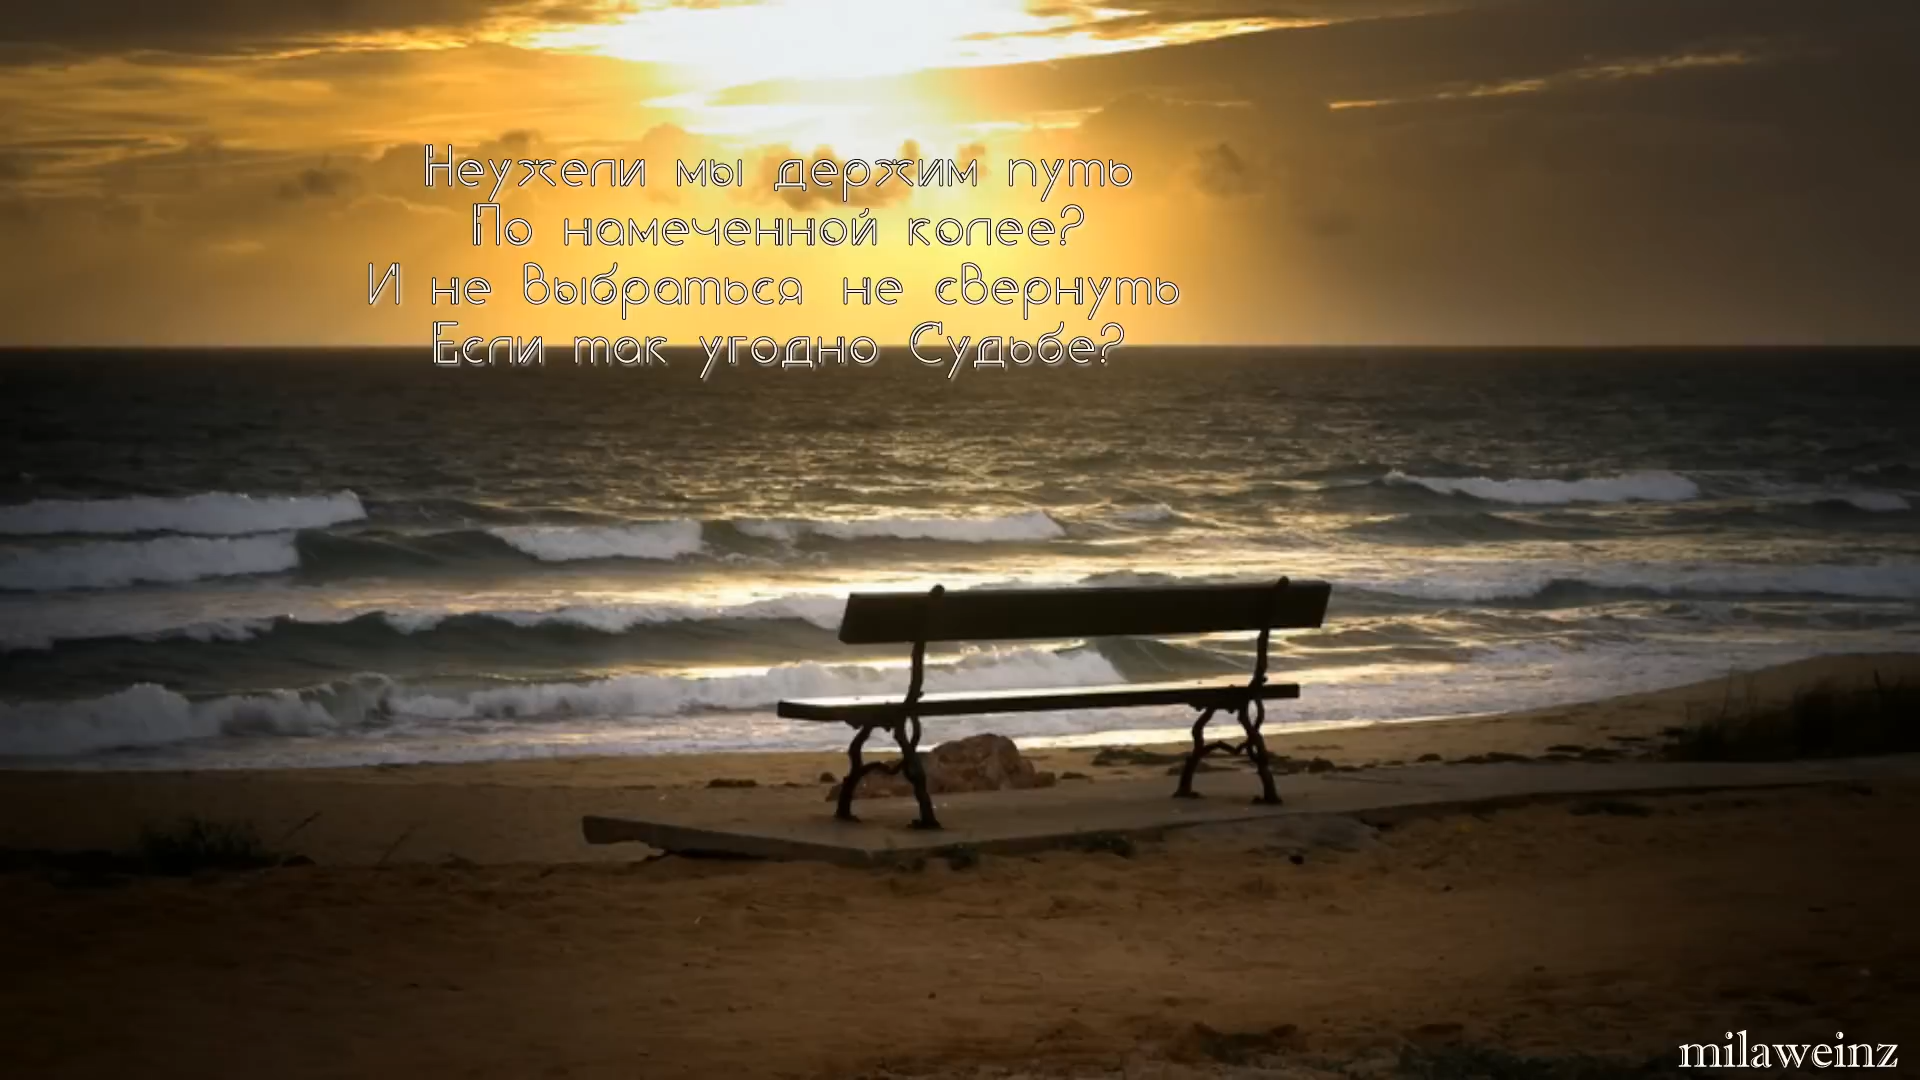 Неужели мы держим путь
По намеченной колее?
И не выбраться не свернуть
Если так угодно Судьбе?
milaweinz